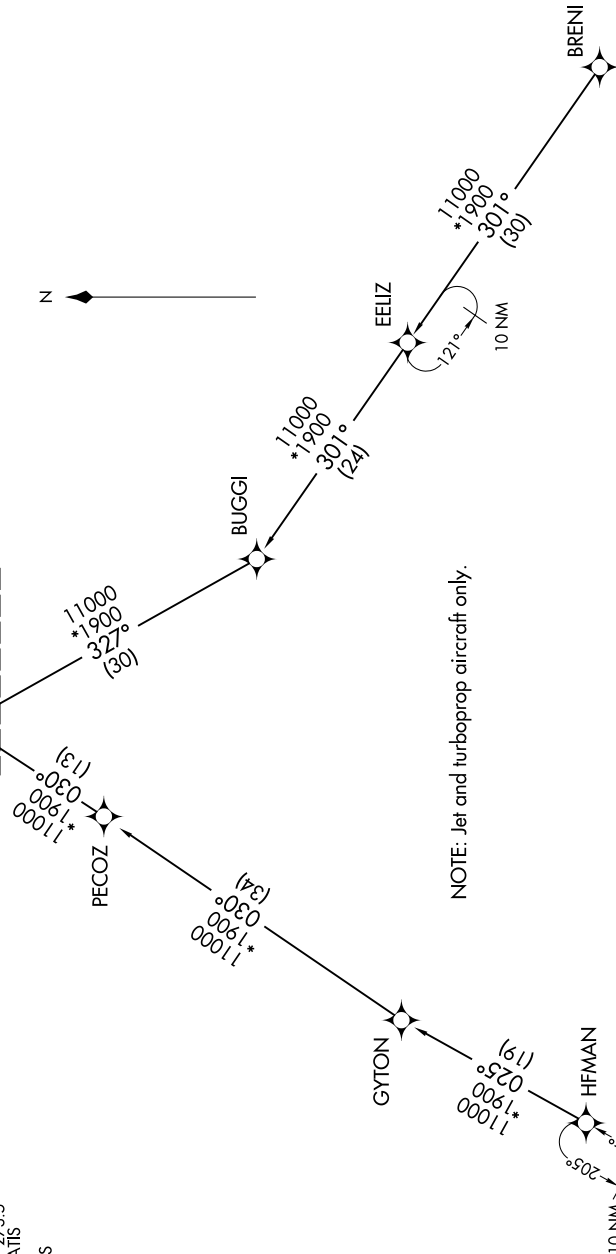 N
BRENI
11000
*1900
301°
(30)
EELIZ
121°
10 NM
11000
*1900
301°
(24)
BUGGI
11000
*1900
327°
(30)
11000
*1900
030°
(13)
PECOZ
11000
*1900
030°
(34)
NOTE: Jet and turboprop aircraft only.
GYTON
11000
*1900
025°
(19)
HFMAN
205°
10 NM
ATIS
S